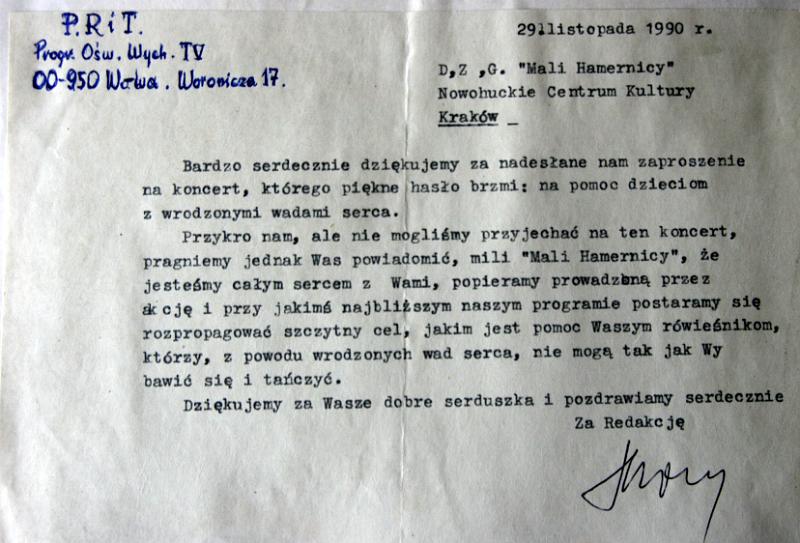 P.RiT.
Progr. Ośw. Wych. TV
00-950 W-wa. Woronicza 17.
29 listopada 1990 r.
D,Z ,G. "Mali Hamernicy"
Nowohuckie Centrum Kultury
Kraków _
Bardzo serdecznie dziękujemy za nadesłane nam zaproszenie
na koncert, którego piękne hasło brzmi: na pomoc dzieciom
z wrodzonymi wadami serca.
Przykro nam, ale nie mogliśmy przyjechać na ten koncert,
pragniemy jednak Was powiadomić, mili "Mali Hamernicy", że
jesteśmy całym sercem z Wami, popieramy prowadzoną przez
akcję i przy jakimś najbliższym naszym programie postaramy się
rozpropagować szczytny cel, jakim jest pomoc Waszym rówieśnikom,
którzy, z powodu wrodzonych wad serca, nie mogą tak jak Wy
bawić się i tańczyć.
Dziękujemy za Wasze dobre serduszka i pozdrawiamy serdecznie
Za Redakcję